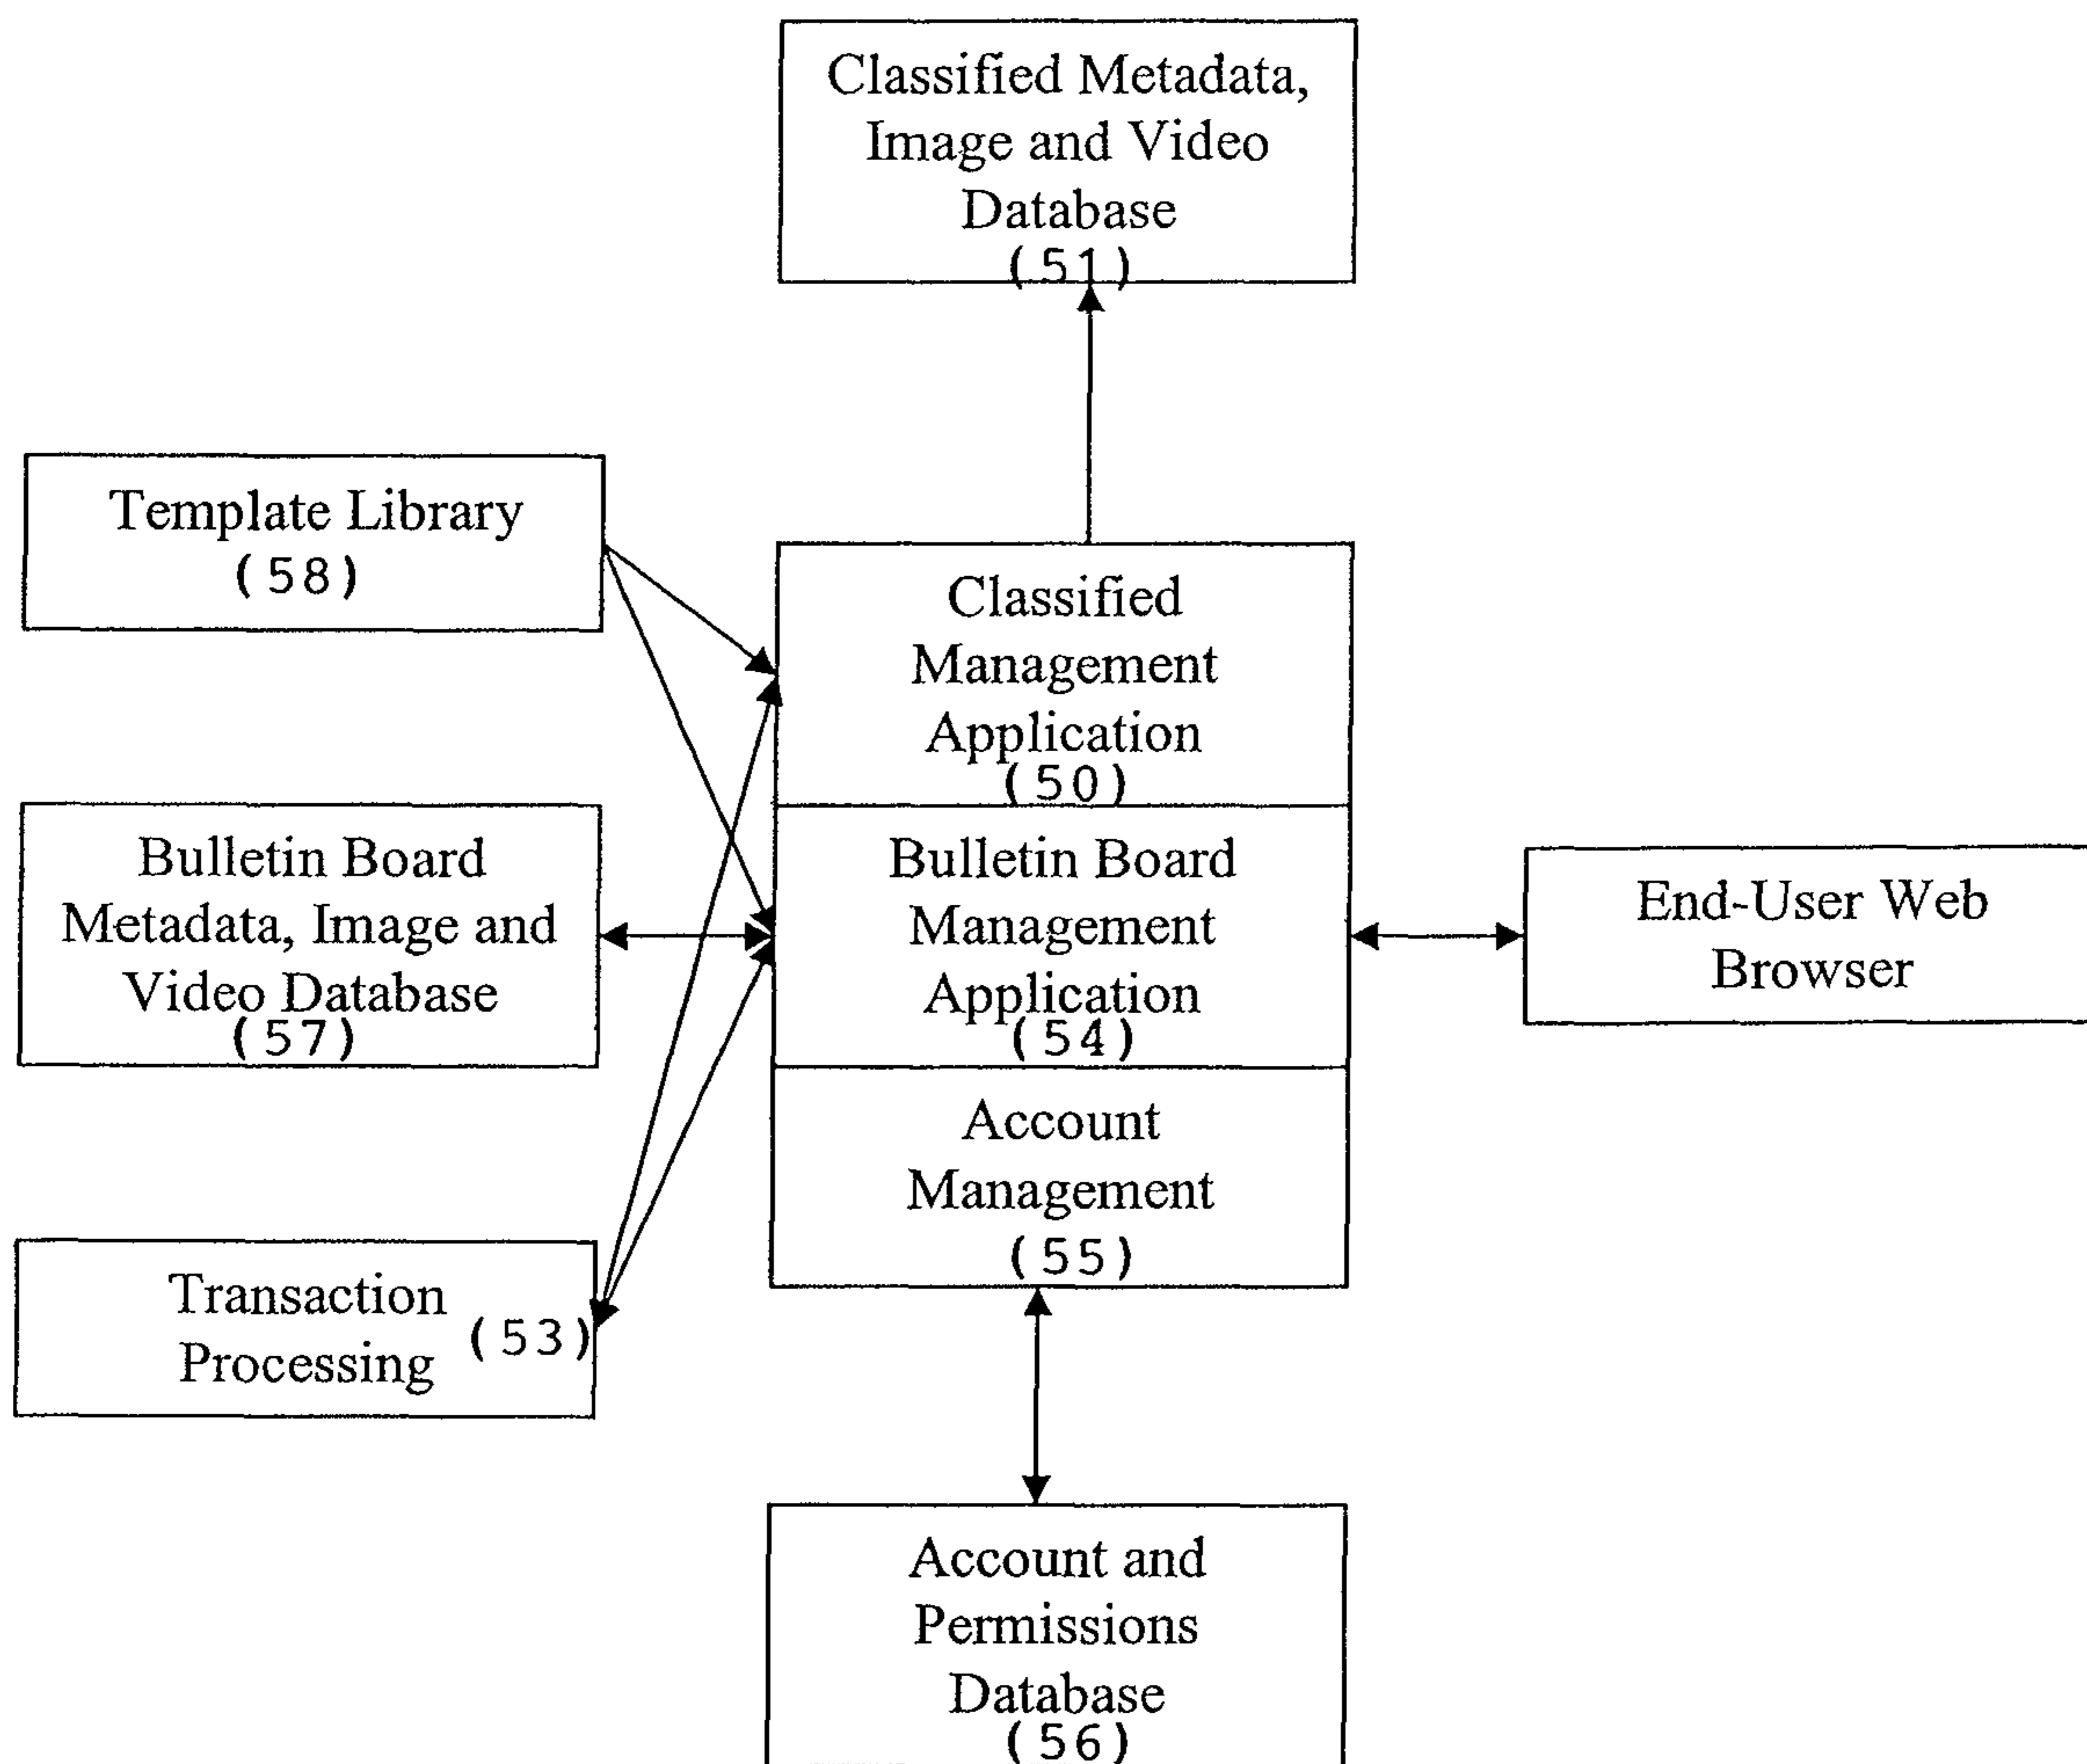 Classified Metadata,
Image and Video
Database
(51)
Template Library
(58)
Classified
Management
Application
(50)
Bulletin Board
Metadata, Image and
Video Database
(57)
Bulletin Board
Management
Application
(54)
End-User Web
Browser
Account
Management
(55)
Transaction
Processing (53)
Account and
Permissions
Database
(56)